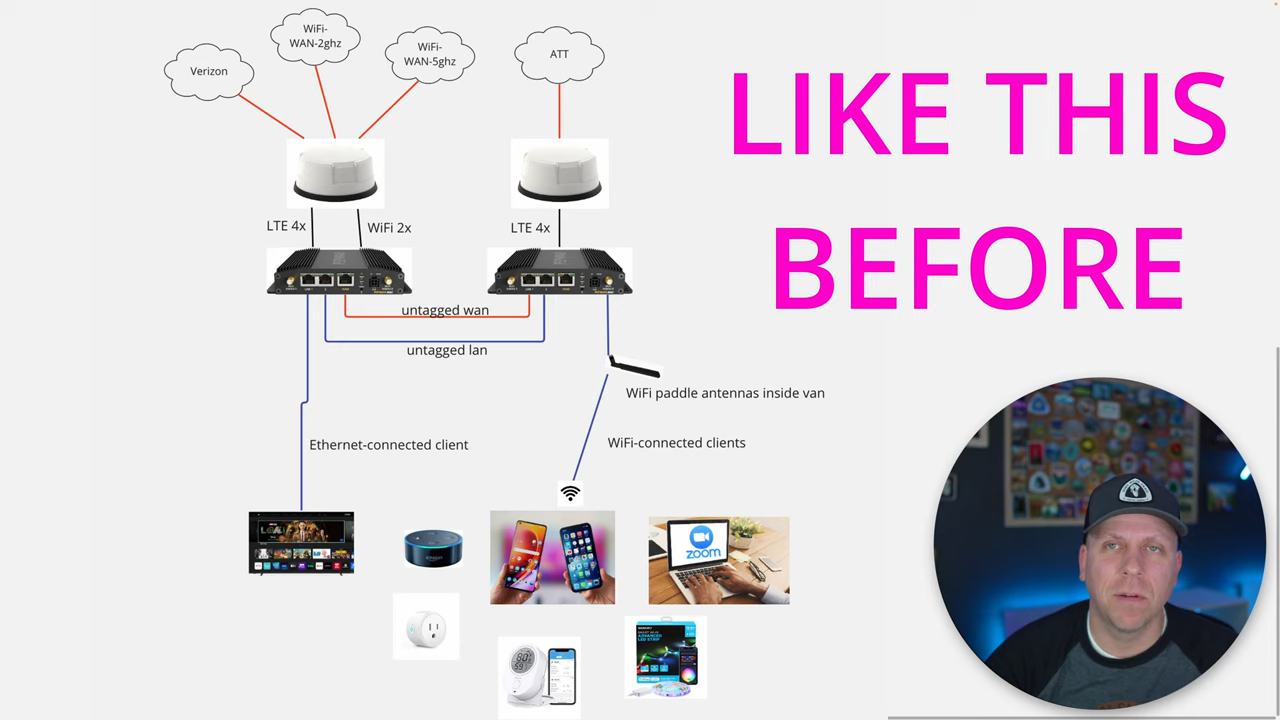 WiFi-
WAN-2ghz
Verizon
WiFi-
WAN-5ghz
ATT
LIKE THIS
BEFORE
LTE 4x
WiFi 2x
LTE 4x
untagged wan
untagged lan
WiFi paddle antennas inside van
Ethernet-connected client
WiFi-connected clients
zoom